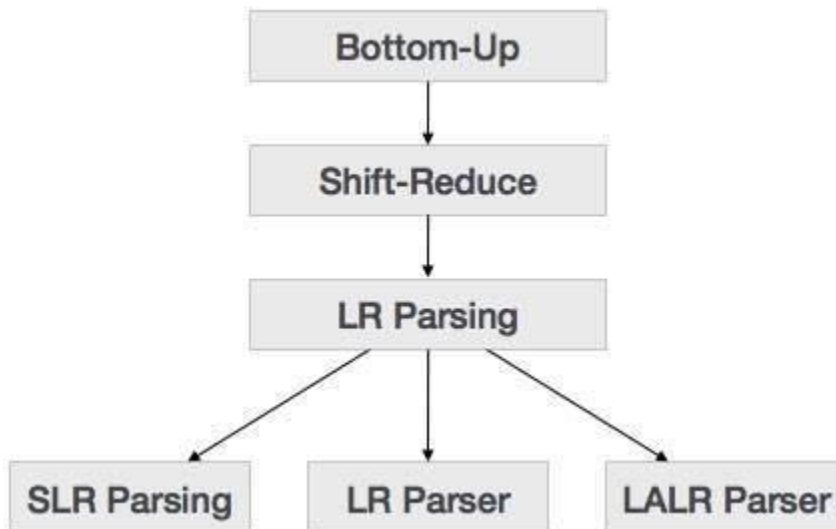 Bottom-Up
Shift-Reduce
LR Parsing
SLR Parsing
LR Parser
LALR Parser